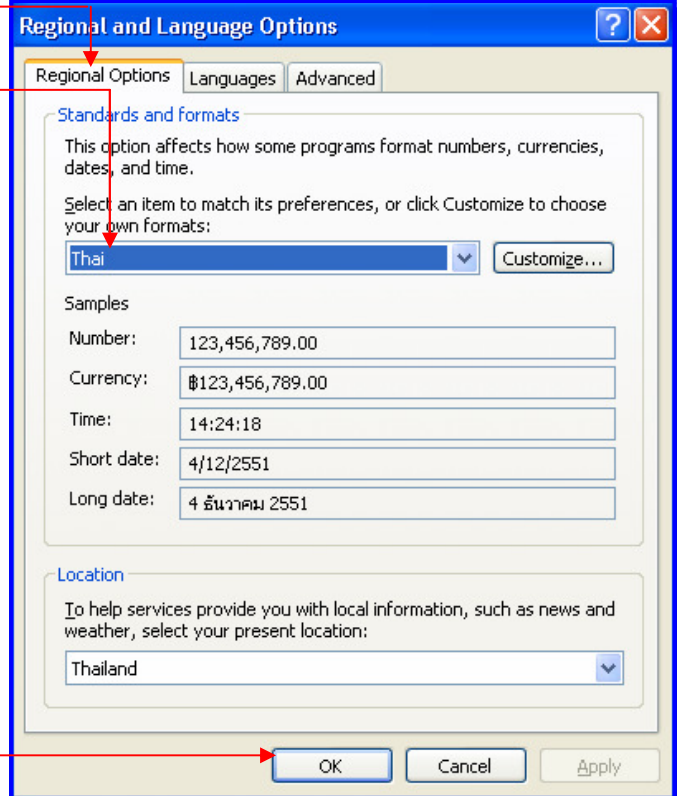 Regional and Language Options
Regional Options Languages Advanced
Standards and formats
This option affects how some programs format numbers, currencies,
dates, and time.
Select an item to match its preferences, or click Customize to choose
your own formats:
Thai Customize...
Samples
Number: 123,456,789.00
Currency: ฿123,456,789.00
Time: 14:24:18
Short date: 4/12/2551
Long date: 4 ธันวาคม 2551
Location
To help services provide you with local information, such as news and
weather, select your present location:
Thailand
OK Cancel Apply